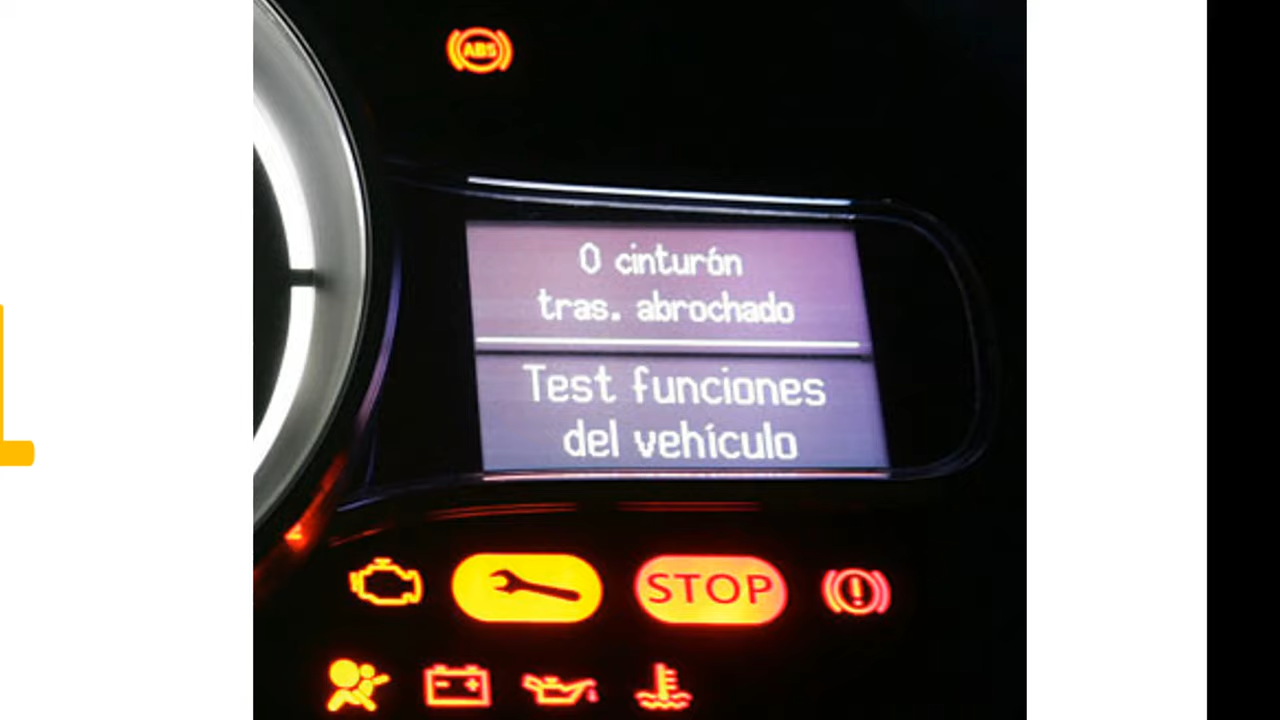 ABS
0 cinturón
tras. abrochado
Test funciones
del vehículo
STOP